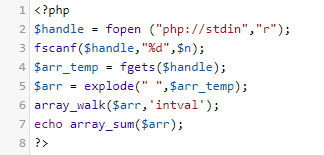 1 <?php
2 $handle = fopen ("php://stdin","r");
3 fscanf($handle,"%d",$n);
4 $arr_temp = fgets($handle);
5 $arr = explode(" ",$arr_temp);
6 array_walk($arr,'intval');
7 echo array_sum($arr);
8 ?>